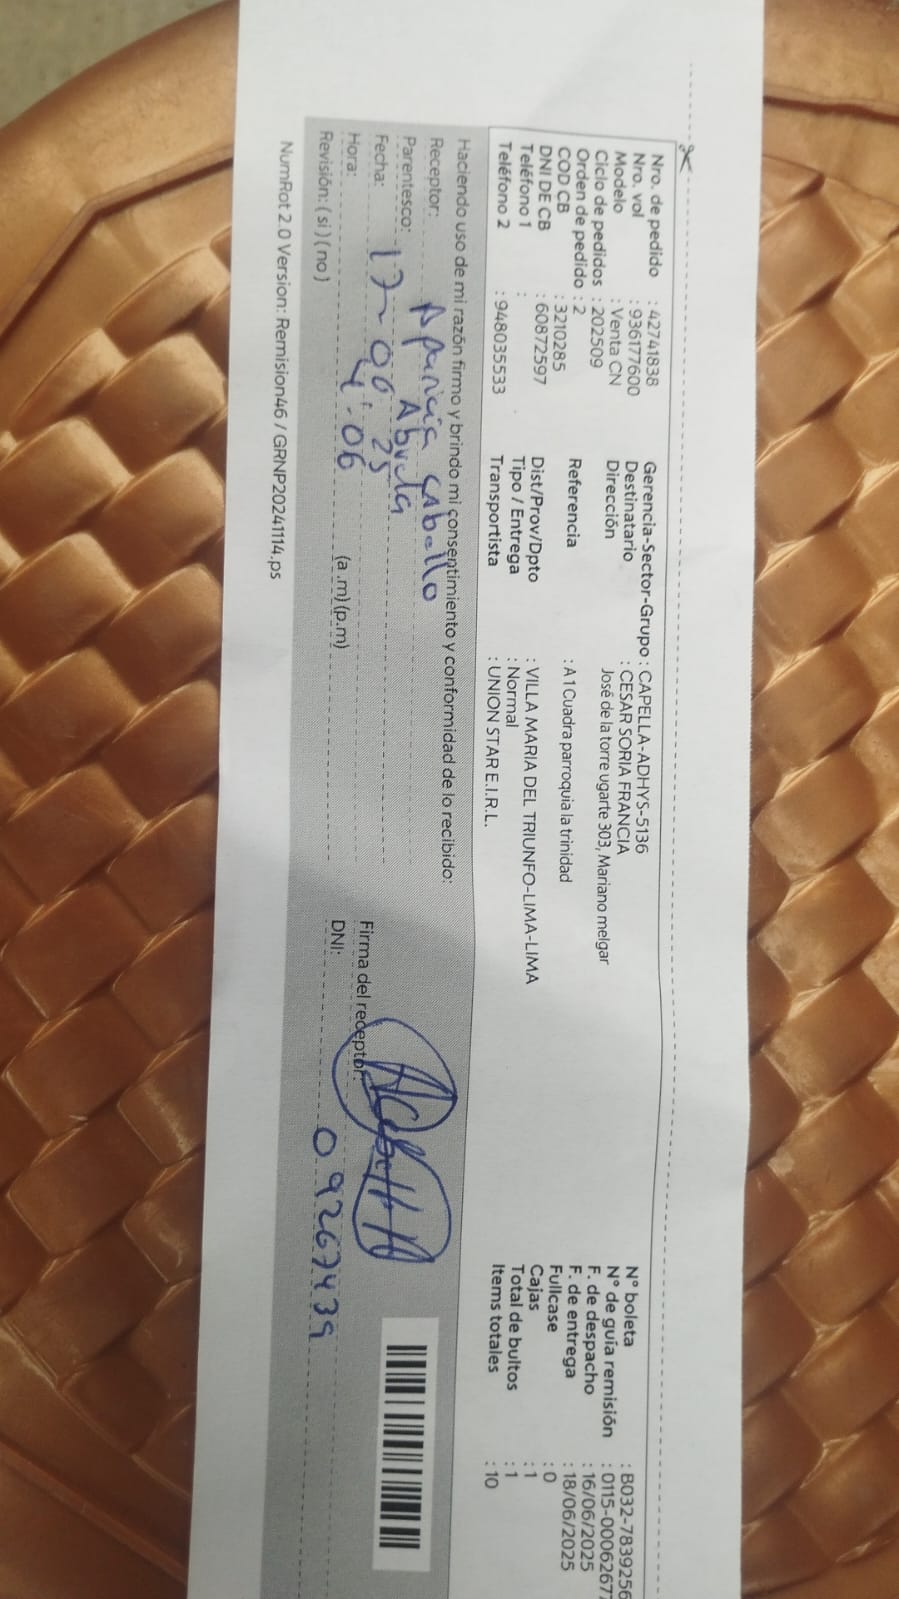 Nro. de pedido : 42741838
Nro. vol : 936177600
Modelo : Venta CN
Ciclo de pedidos : 202509
Orden de pedido : 2
COD CB : 3210285
DNI DE CB : 60872597
Teléfono 1 :
Teléfono 2 : 948035533
Gerencia-Sector-Grupo : CAPELLA-ADHYS-5136
Destinatario : CESAR SORIA FRANCIA
Dirección José de la torre ugarte 303, Mariano melgar
Referencia : A 1 Cuadra parroquia la trinidad
Dist/Prov/Dpto : VILLA MARIA DEL TRIUNFO-LIMA-LIMA
Tipo / Entrega : Normal
Transportista : UNION STAR E.I.R.L.
N° boleta : B032-7839256
N° de guía remisión : 0115-0006267
F. de despacho : 16/06/2025
F. de entrega : 18/06/2025
Fullcase : 0
Cajas : 1
Total de bultos : 1
Items totales : 10
Haciendo uso de mi razón firmo y brindo mi consentimiento y conformidad de lo recibido:
Receptor: Aparicia Cabello
Parentesco: Abuela
Fecha: 17-06-25
Hora: 4:06 (a.m) (p.m)
Revisión: ( si ) ( no )
Firma del receptor:
DNI: 09267439
NumRot 2.0 Version: Remision46 / GRNP20241114.ps